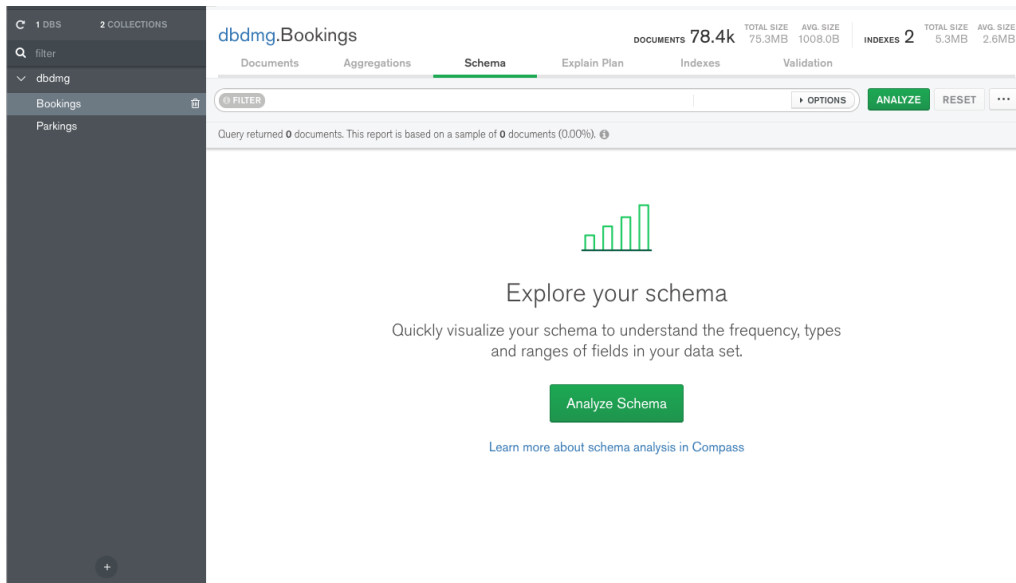 1 DBS 2 COLLECTIONS
filter
dbdmg
Bookings
Parkings
dbdmg.Bookings
DOCUMENTS 78.4k TOTAL SIZE 75.3MB AVG. SIZE 1008.0B INDEXES 2 TOTAL SIZE 5.3MB AVG. SIZE 2.6MB
Documents Aggregations Schema Explain Plan Indexes Validation
FILTER OPTIONS ANALYZE RESET ...
Query returned 0 documents. This report is based on a sample of 0 documents (0.00%).
Explore your schema
Quickly visualize your schema to understand the frequency, types
and ranges of fields in your data set.
Analyze Schema
Learn more about schema analysis in Compass